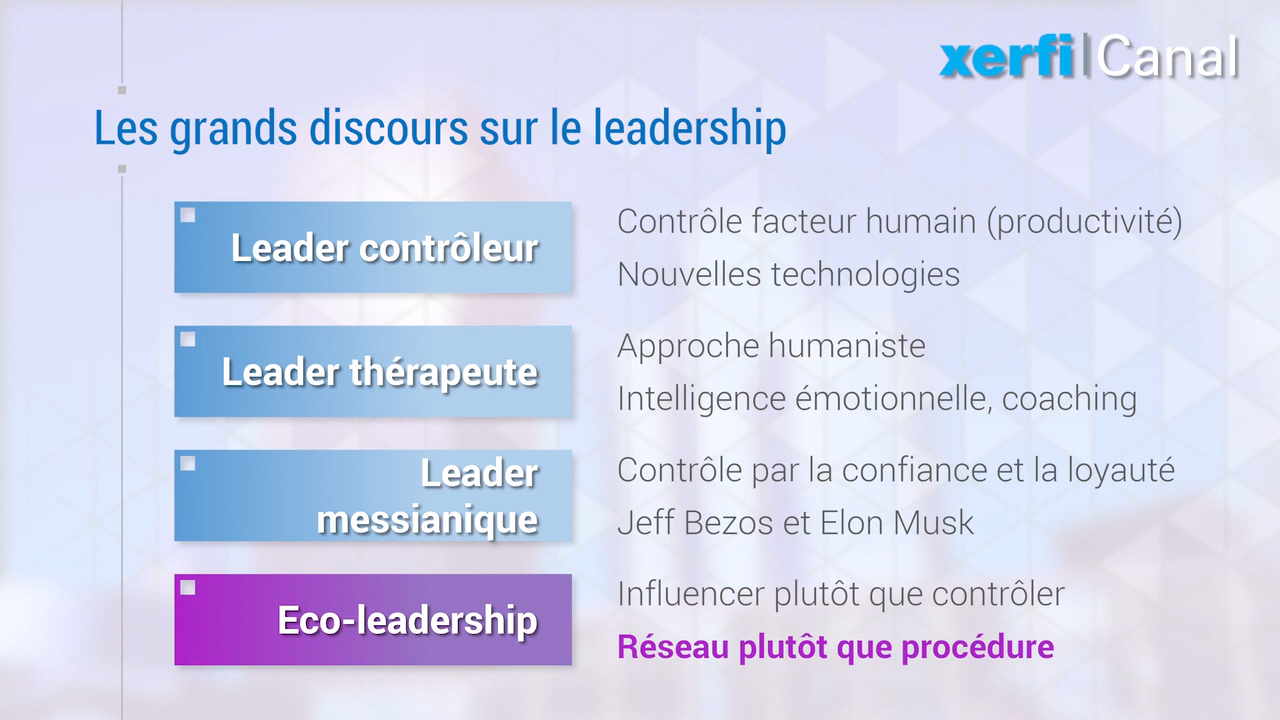 xerfi Canal
Les grands discours sur le leadership
Leader contrôleur
Contrôle facteur humain (productivité)
Nouvelles technologies
Leader thérapeute
Approche humaniste
Intelligence émotionnelle, coaching
Leader
messianique
Contrôle par la confiance et la loyauté
Jeff Bezos et Elon Musk
Eco-leadership
Influencer plutôt que contrôler
Réseau plutôt que procédure